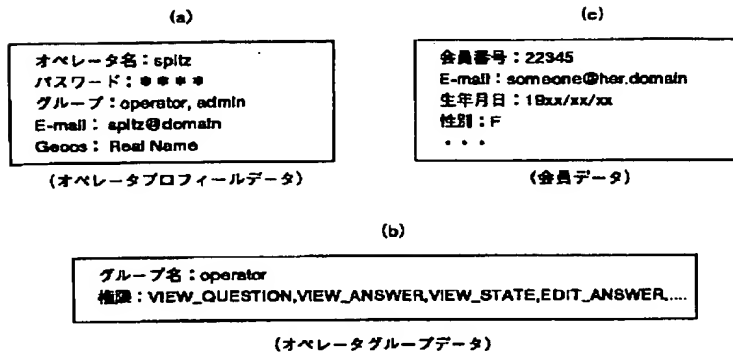 (a)
オペレータ名：spitz
パスワード：＊＊＊＊
グループ：operator, admin
E-mail： spitz@domain
Gecos： Real Name
(オペレータプロフィールデータ)
(c)
会員番号：22345
E-mail：someone@her.domain
生年月日：19xx/xx/xx
性別：F
・・・
(会員データ)
(b)
グループ名：operator
権限：VIEW_QUESTION,VIEW_ANSWER,VIEW_STATE,EDIT_ANSWER,....
(オペレータグループデータ)